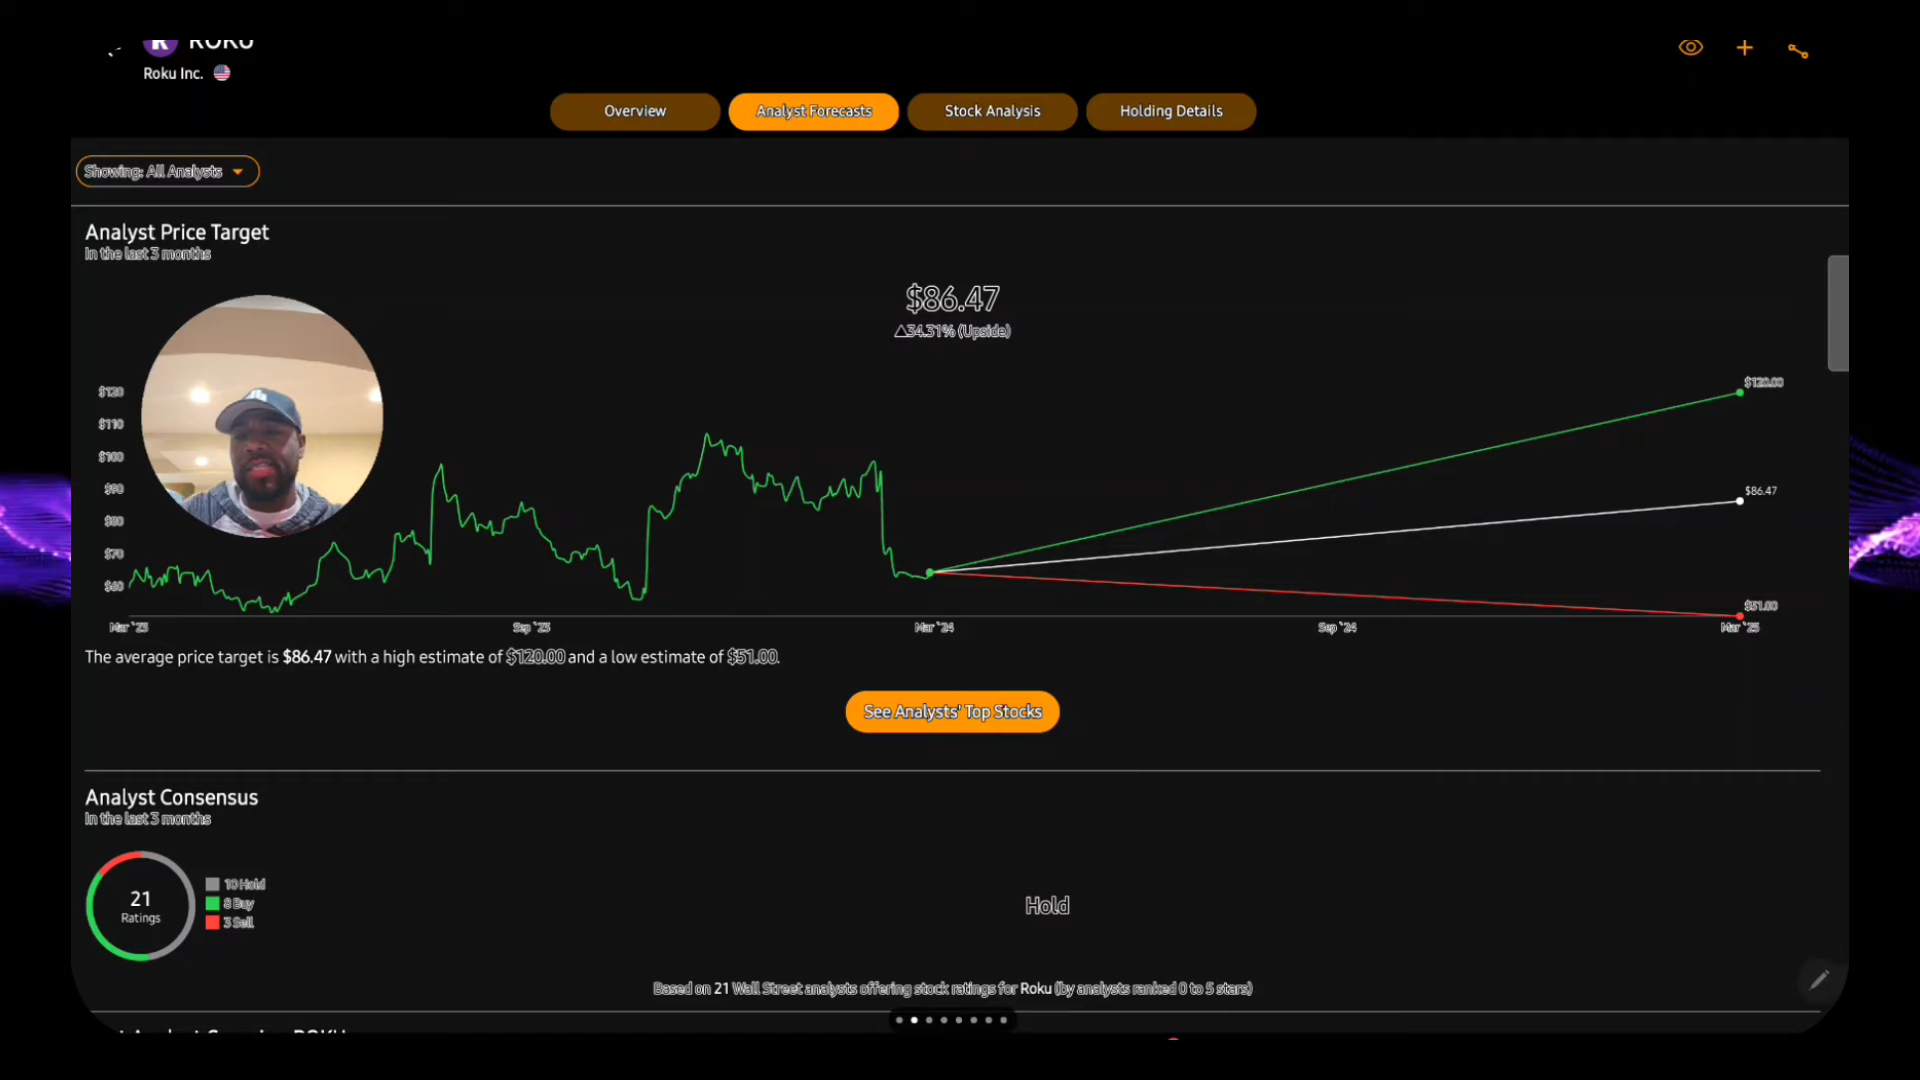 ROKU
Roku Inc.
Overview
Analyst Forecasts
Stock Analysis
Holding Details
Showing: All Analysts
Analyst Price Target
In the last 3 months
$86.47
△34.31% (Upside)
$120
$110
$100
$90
$80
$70
$60
$120.00
$86.47
$51.00
Mar `23
Sep `23
Mar `24
Sep `24
Mar `25
The average price target is $86.47 with a high estimate of $120.00 and a low estimate of $51.00.
See Analysts' Top Stocks
Analyst Consensus
In the last 3 months
21
Ratings
10 Hold
8 Buy
3 Sell
Hold
Based on 21 Wall Street analysts offering stock ratings for Roku (by analysts ranked 0 to 5 stars)